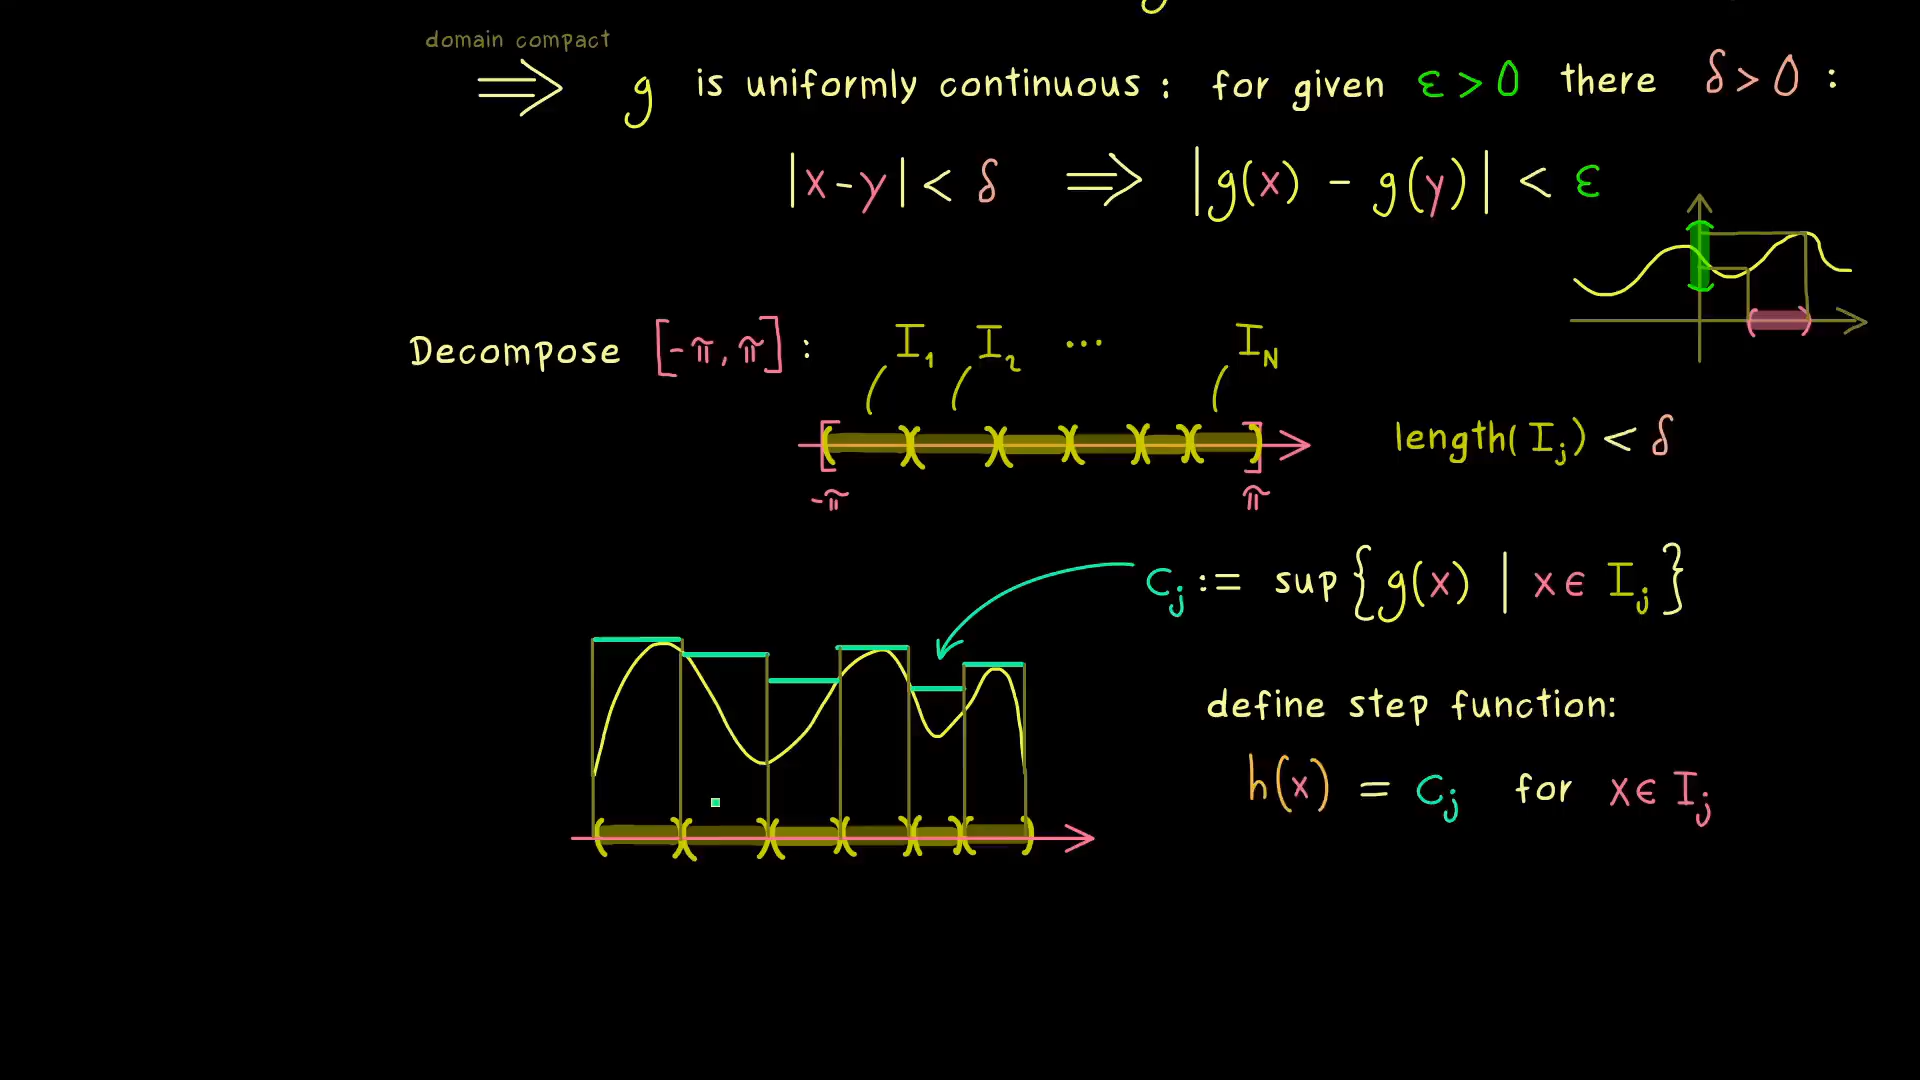 domain compact
⟹ g is uniformly continuous : for given ε > 0 there δ > 0 :
|x-y| < δ ⟹ |g(x) - g(y)| < ε
Decompose [-π, π] : I₁ I₂ ... I_N
length(I_j) < δ
-π π
c_j := sup{g(x) | x ∈ I_j}
define step function:
h(x) = c_j for x ∈ I_j